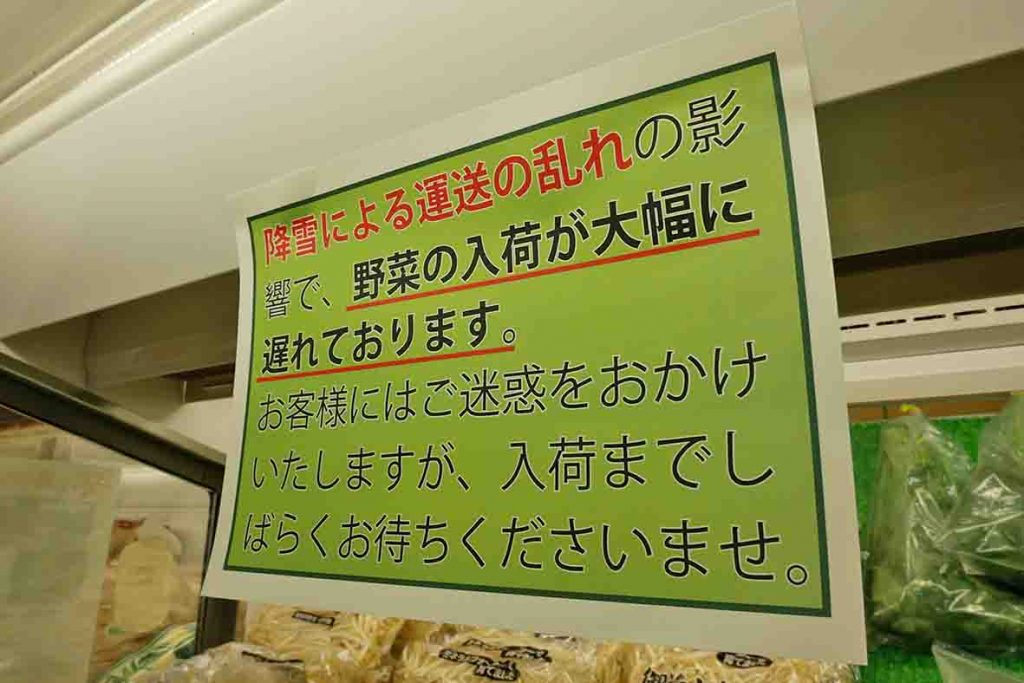 降雪による運送の乱れの影
響で、野菜の入荷が大幅に
遅れております。
お客様にはご迷惑をおかけ
いたしますが、入荷までし
ばらくお待ちくださいませ。